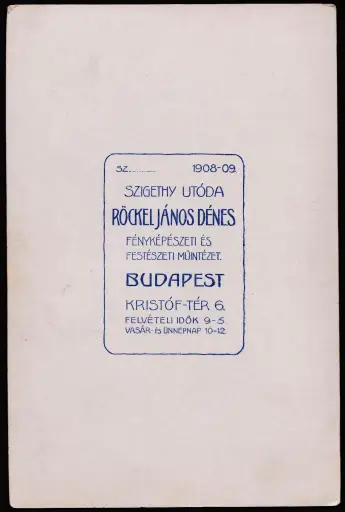 SZ. ........... 1908-09.
SZIGETHY UTÓDA
RÖCKEL JÁNOS DÉNES
FÉNYKÉPÉSZETI ÉS
FESTÉSZETI MŰINTÉZET.
BUDAPEST
KRISTÓF-TÉR 6.
FELVÉTELI IDŐK 9-5.
VASÁR- ÉS ÜNNEPNAP 10-12.